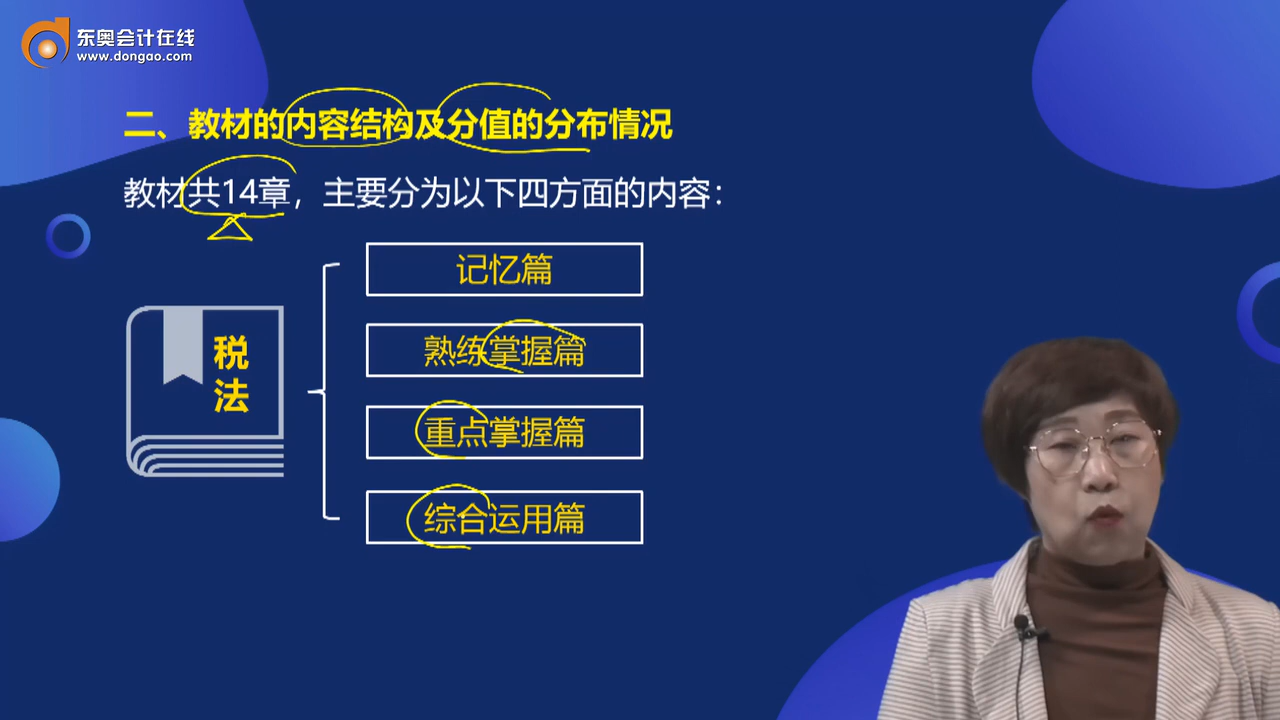 东奥会计在线
www.dongao.com
二、教材的内容结构及分值的分布情况
教材共14章，主要分为以下四方面的内容：
税法
记忆篇
熟练掌握篇
重点掌握篇
综合运用篇